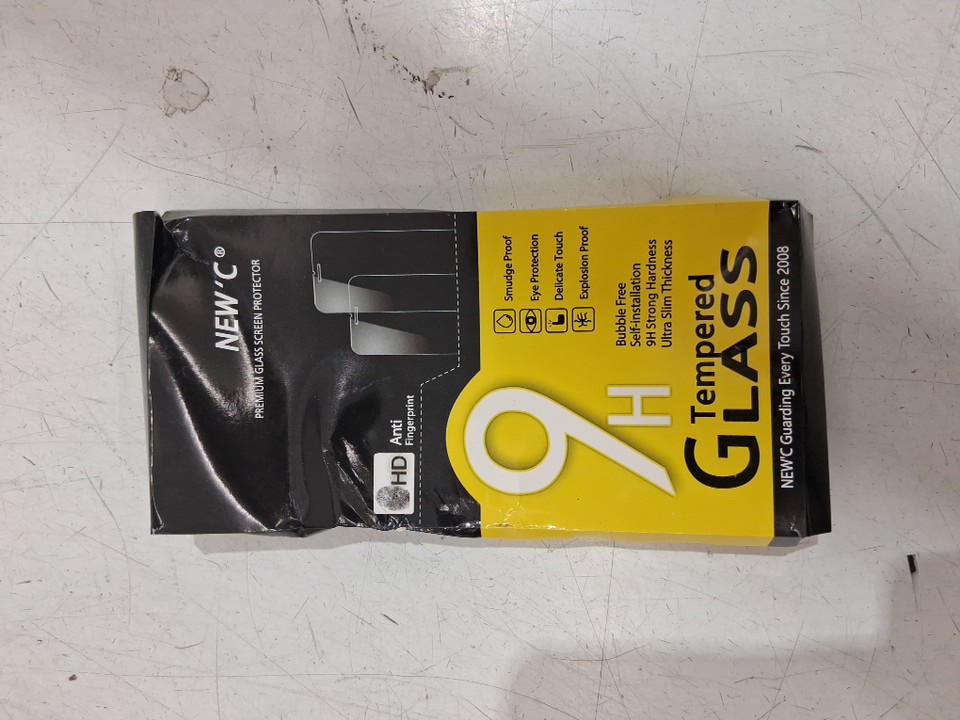 NEW'C ®
PREMIUM GLASS SCREEN PROTECTOR
HD
Anti
Fingerprint
Smudge Proof
Eye Protection
Delicate Touch
Explosion Proof
Bubble Free
Self-Installation
9H Strong Hardness
Ultra Slim Thickness
9H
Tempered
GLASS
NEW'C Guarding Every Touch Since 2008